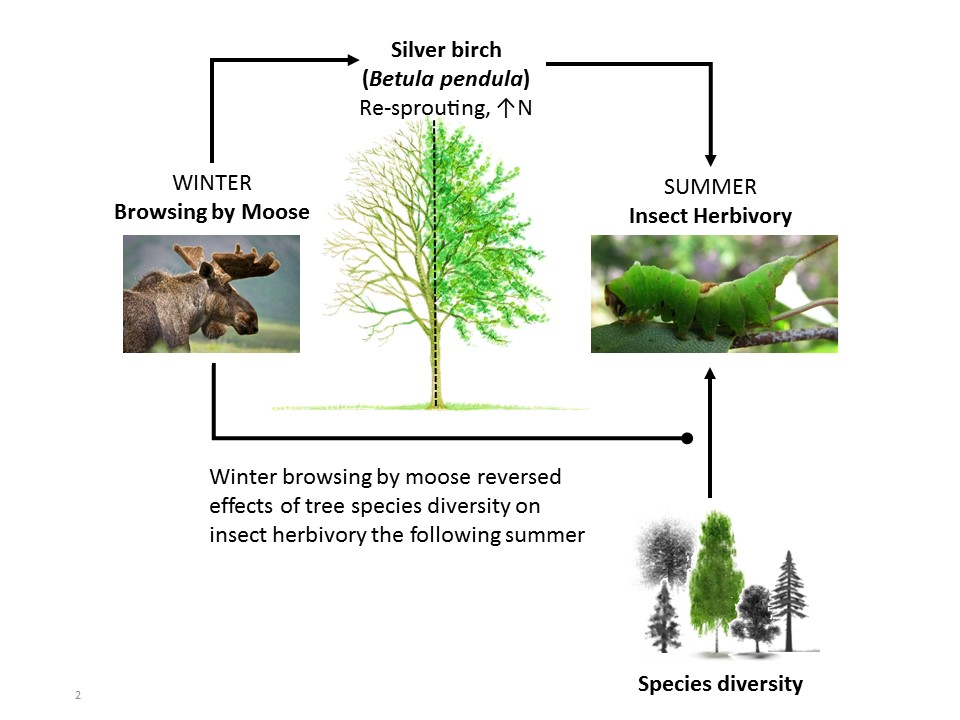 Silver birch
(Betula pendula)
Re-sprouting, ↑N
WINTER
Browsing by Moose
SUMMER
Insect Herbivory
Winter browsing by moose reversed
effects of tree species diversity on
insect herbivory the following summer
Species diversity
2